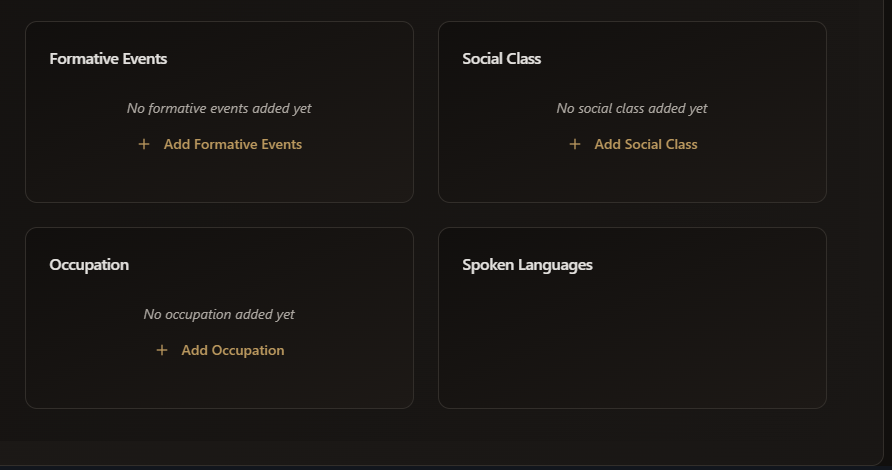 Formative Events
No formative events added yet
+ Add Formative Events
Social Class
No social class added yet
+ Add Social Class
Occupation
No occupation added yet
+ Add Occupation
Spoken Languages